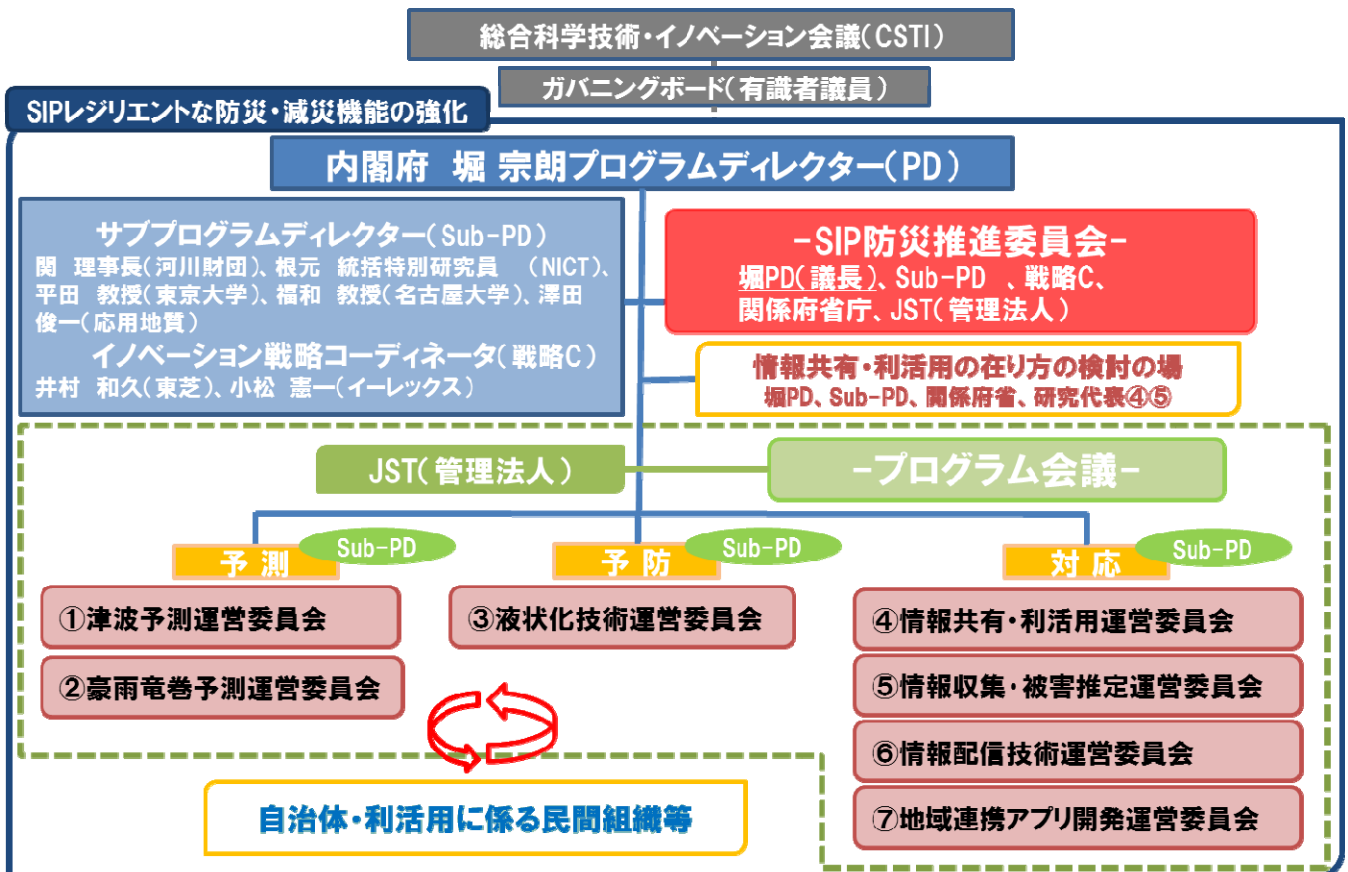 総合科学技術・イノベーション会議(CSTI)
ガバニングボード(有識者議員)
SIPレジリエントな防災・減災機能の強化
内閣府 堀 宗朗プログラムディレクター(PD)
サブプログラムディレクター(Sub-PD)
関 理事長(河川財団)、根元 統括特別研究員 (NICT)、
平田 教授(東京大学)、福和 教授(名古屋大学)、澤田
俊一(応用地質)
イノベーション戦略コーディネータ(戦略C)
井村 和久(東芝)、小松 憲一(イーレックス)
-SIP防災推進委員会-
堀PD(議長)、Sub-PD 、戦略C、
関係府省庁、JST(管理法人)
情報共有・利活用の在り方の検討の場
堀PD、Sub-PD、関係府省、研究代表④⑤
JST(管理法人)
-プログラム会議-
予 測
Sub-PD
①津波予測運営委員会
②豪雨竜巻予測運営委員会
予 防
Sub-PD
③液状化技術運営委員会
対 応
Sub-PD
④情報共有・利活用運営委員会
⑤情報収集・被害推定運営委員会
⑥情報配信技術運営委員会
⑦地域連携アプリ開発運営委員会
自治体・利活用に係る民間組織等